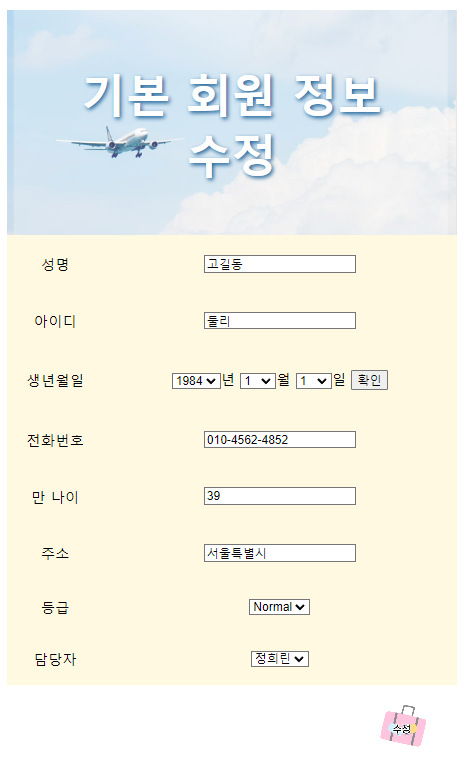 기본 회원 정보
수정
성명 고길동
아이디 둘리
생년월일 1984 년 1 월 1 일 확인
전화번호 010-4562-4852
만 나이 39
주소 서울특별시
등급 Normal
담당자 정희린
수정